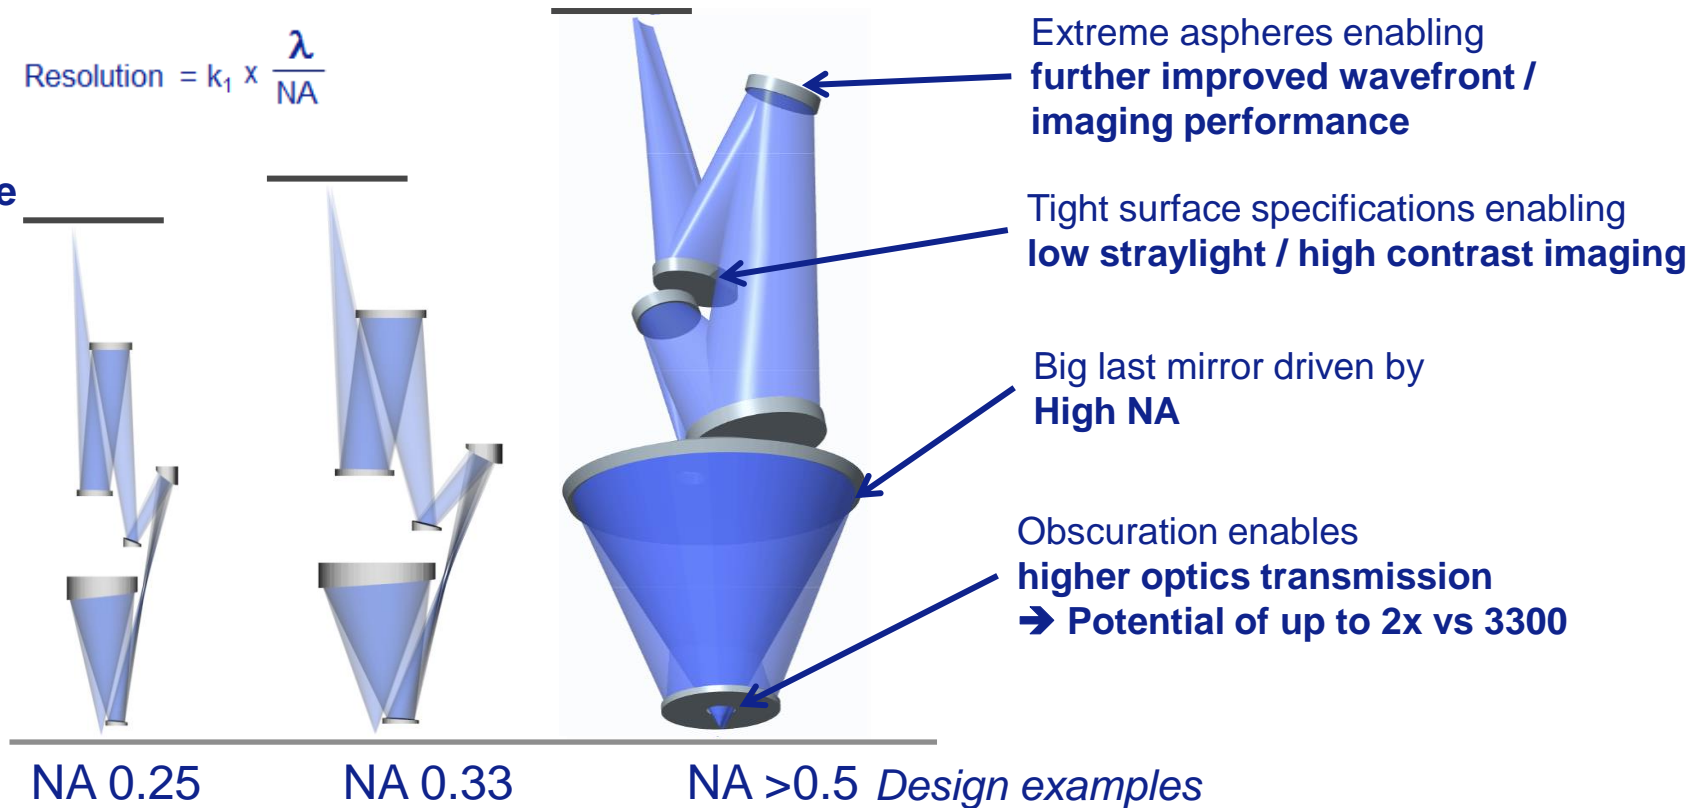 Resolution = k₁ x λ / NA
e
Extreme aspheres enabling
further improved wavefront /
imaging performance
Tight surface specifications enabling
low straylight / high contrast imaging
Big last mirror driven by
High NA
Obscuration enables
higher optics transmission
➔ Potential of up to 2x vs 3300
NA 0.25
NA 0.33
NA >0.5 Design examples